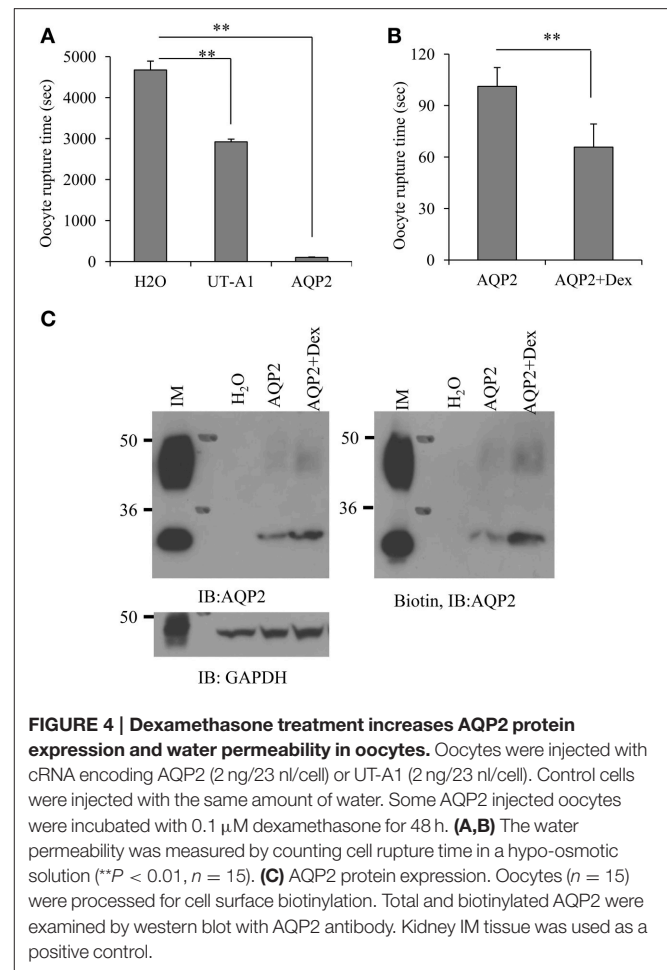 A
**
**
Oocyte rupture time (sec)
5000
4000
3000
2000
1000
0
H2O UT-A1 AQP2
B
**
Oocyte rupture time (sec)
120
90
60
30
0
AQP2 AQP2+Dex
C
IM H₂O AQP2 AQP2+Dex
50
36
IB:AQP2
50
IB: GAPDH
IM H₂O AQP2 AQP2+Dex
50
36
Biotin, IB:AQP2
FIGURE 4 | Dexamethasone treatment increases AQP2 protein
expression and water permeability in oocytes. Oocytes were injected with
cRNA encoding AQP2 (2 ng/23 nl/cell) or UT-A1 (2 ng/23 nl/cell). Control cells
were injected with the same amount of water. Some AQP2 injected oocytes
were incubated with 0.1 μM dexamethasone for 48 h. (A,B) The water
permeability was measured by counting cell rupture time in a hypo-osmotic
solution (**P < 0.01, n = 15). (C) AQP2 protein expression. Oocytes (n = 15)
were processed for cell surface biotinylation. Total and biotinylated AQP2 were
examined by western blot with AQP2 antibody. Kidney IM tissue was used as a
positive control.